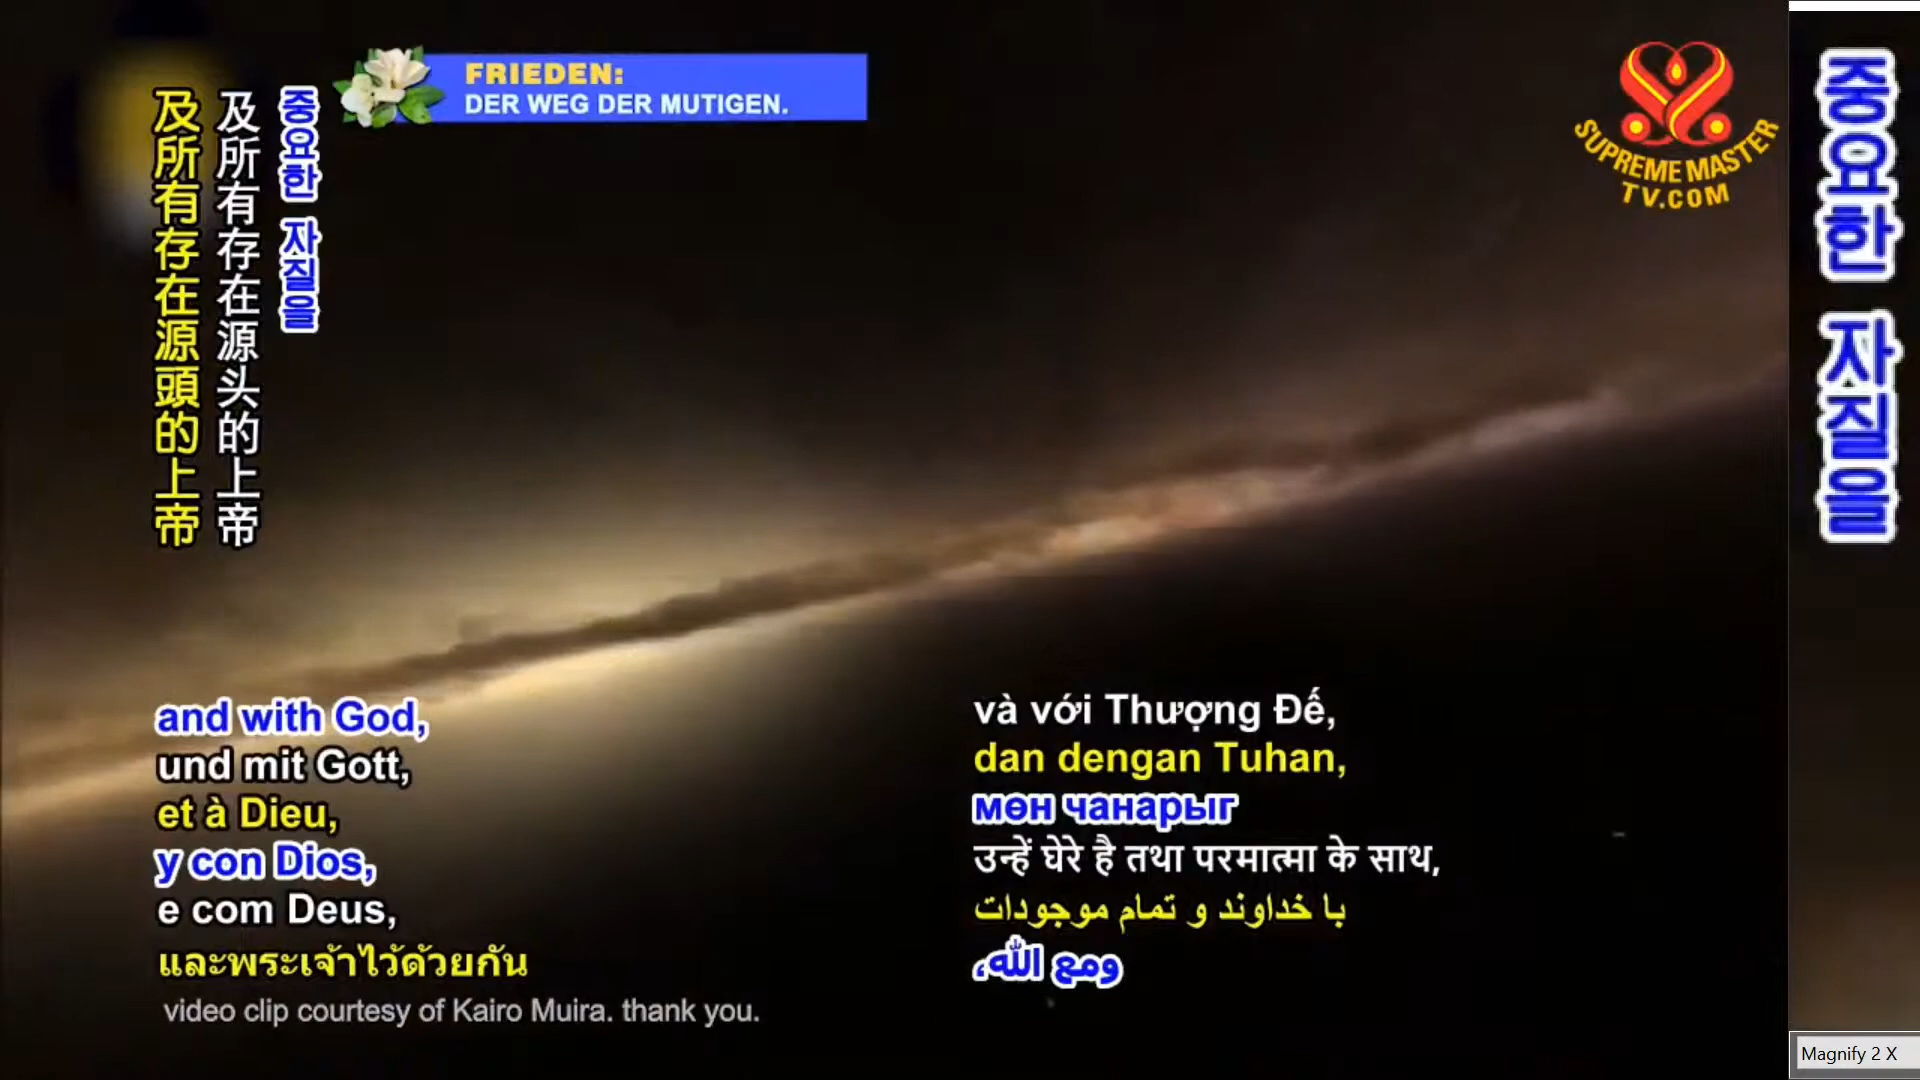 及所有存在源頭的上帝
及所有存在源头的上帝
중요한 자질을
FRIEDEN:
DER WEG DER MUTIGEN.
SUPREME MASTER
TV.COM
중요한 자질을
and with God,
und mit Gott,
et à Dieu,
y con Dios,
e com Deus,
และพระเจ้าไว้ด้วยกัน
video clip courtesy of Kairo Muira. thank you.
và với Thượng Đế,
dan dengan Tuhan,
мөн чанарыг
उन्हें घेरे है तथा परमात्मा के साथ,
با خداوند و تمام موجودات
ومع الله،
Magnify 2 X